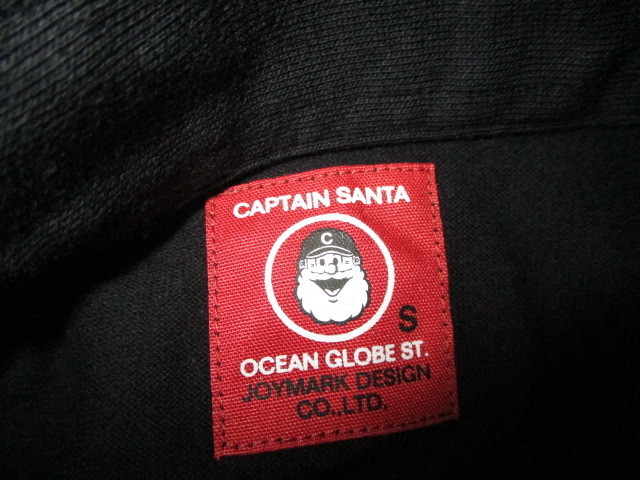 CAPTAIN SANTA
C
S
OCEAN GLOBE ST.
JOYMARK DESIGN
CO.,LTD.